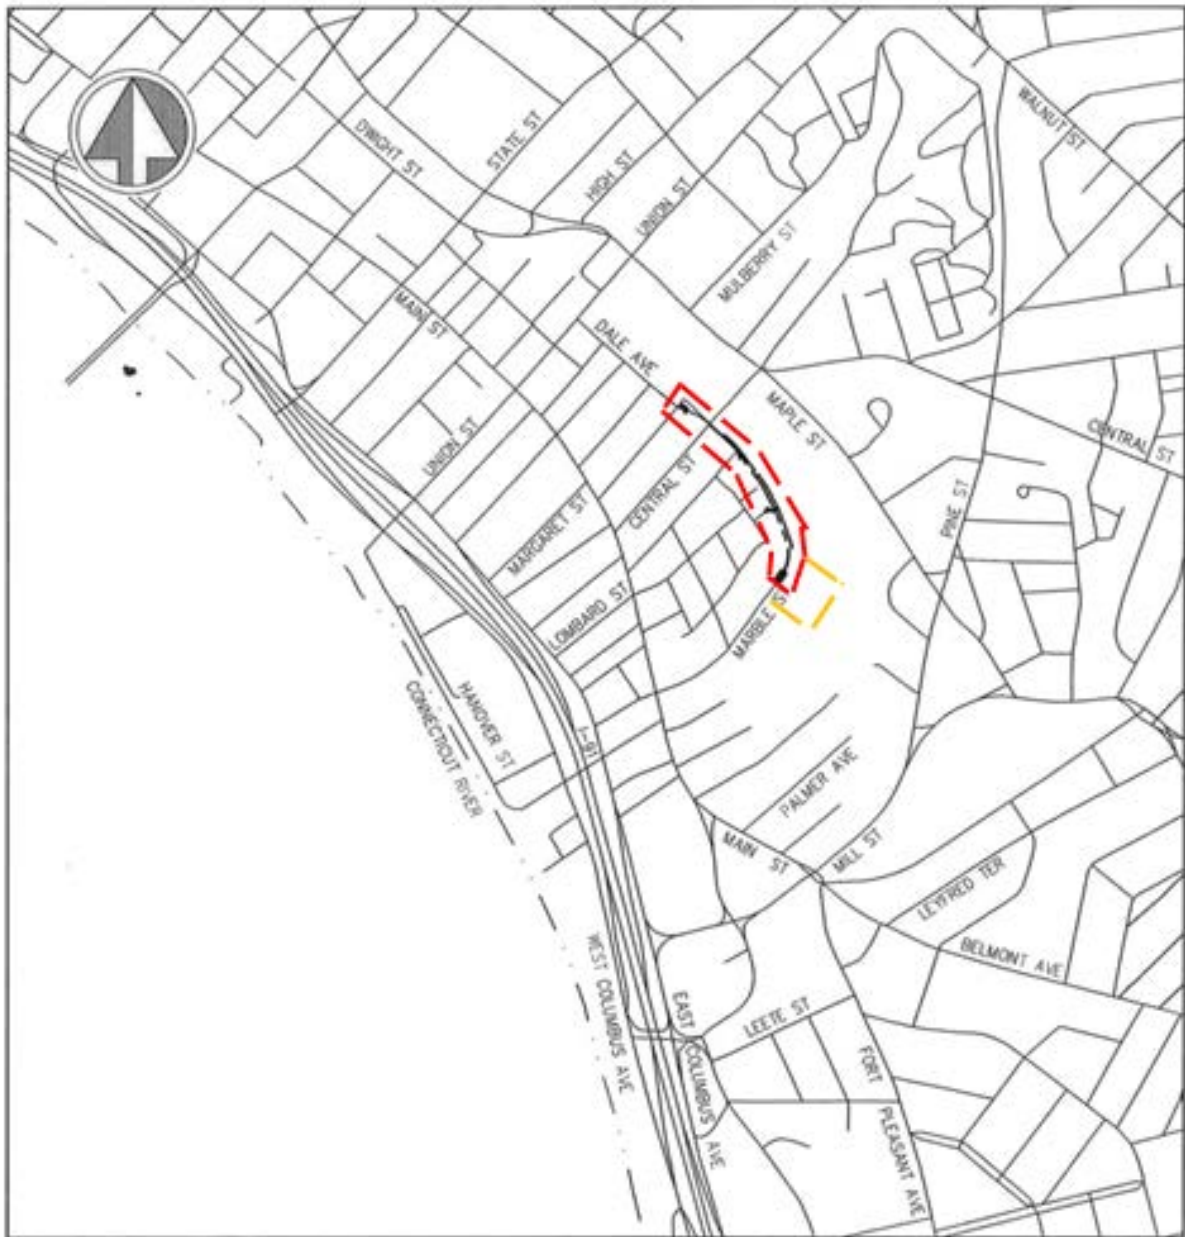 WALNUT ST
DWIGHT ST
STATE ST
HIGH ST
UNION ST
MULBERRY ST
MAIN ST
DALE AVE
MAPLE ST
CENTRAL ST
UNION ST
CENTRAL ST
PINE ST
MARGARET ST
LOMBARD ST
MARBLE S
HANOVER ST
CONNECTICUT RIVER
I-91
PALMER AVE
MAIN ST
MILL ST
LEYFRED TER
BELMONT AVE
WEST COLUMBUS AVE
EAST COLUMBUS AVE
LEETE ST
FORT PLEASANT AVE